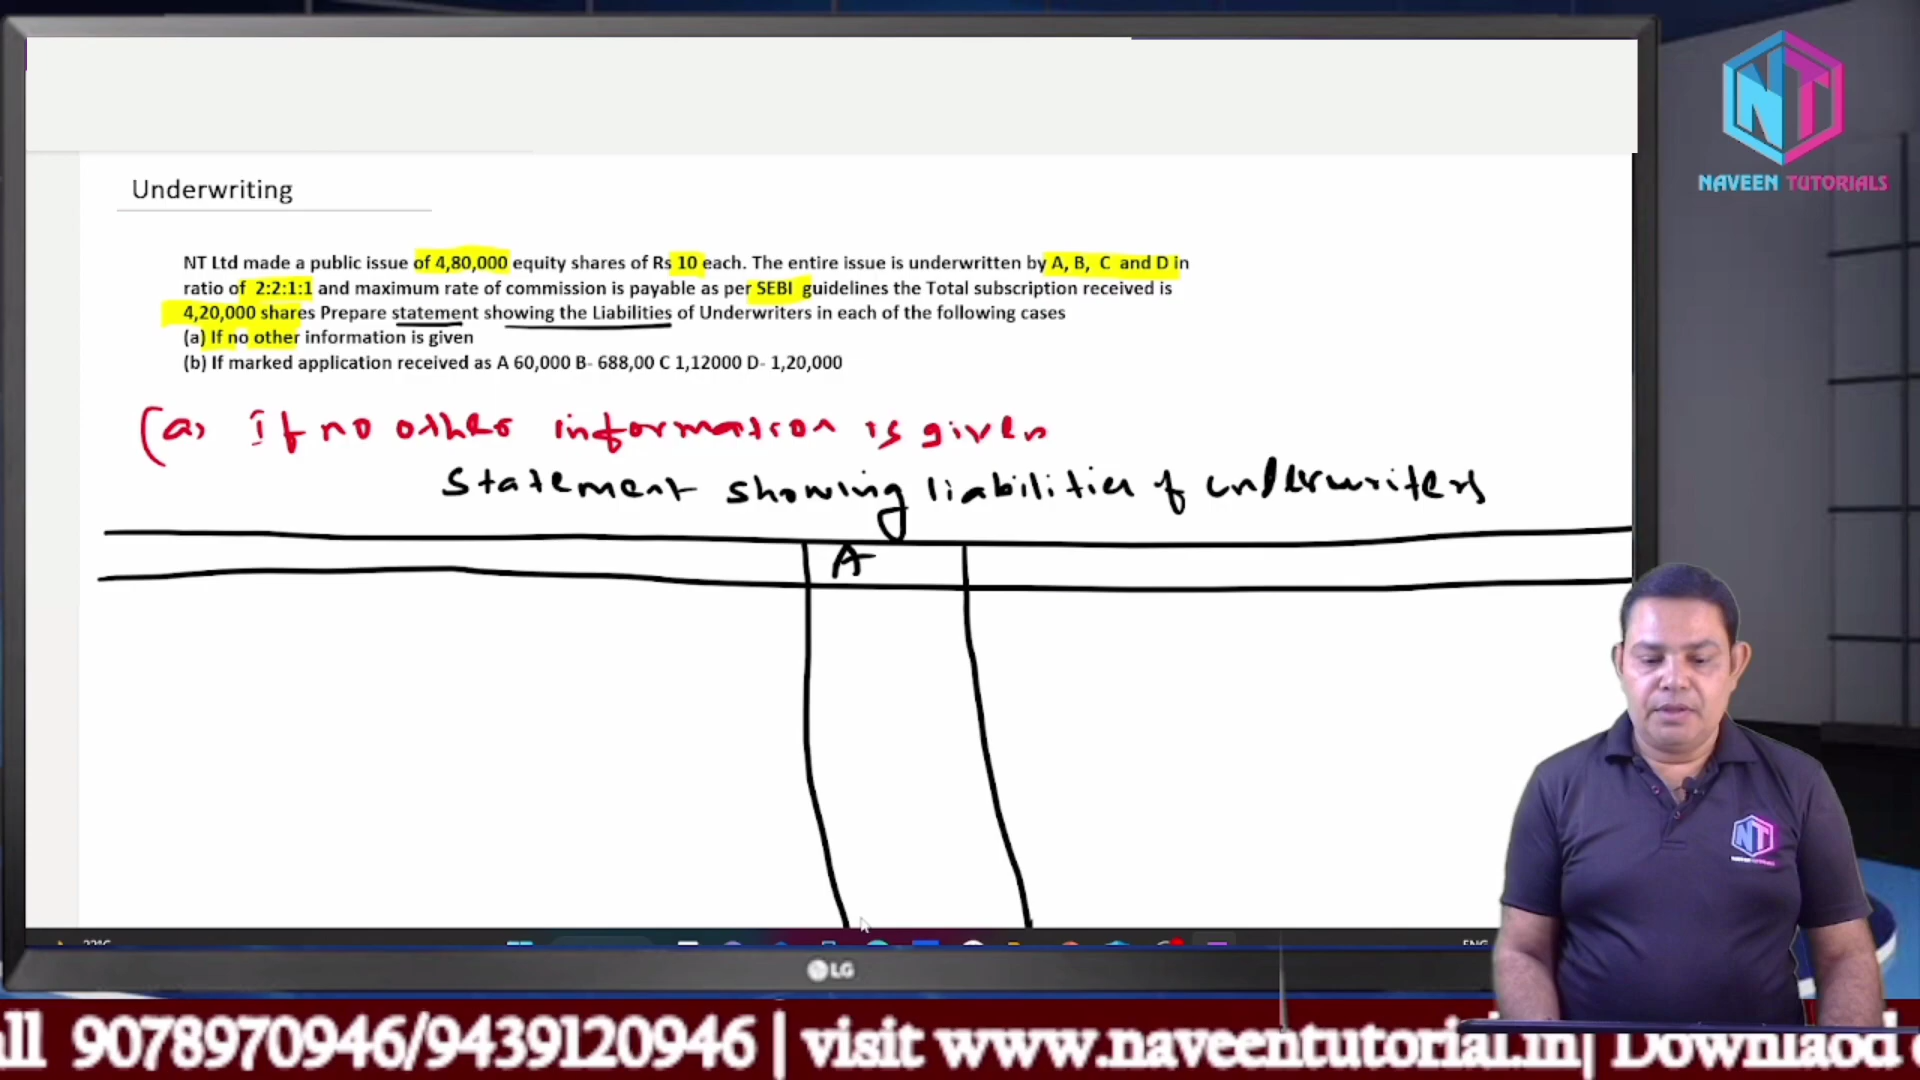 NT
NAVEEN TUTORIALS
Underwriting
NT Ltd made a public issue of 4,80,000 equity shares of Rs 10 each. The entire issue is underwritten by A, B, C and D in
ratio of 2:2:1:1 and maximum rate of commission is payable as per SEBI guidelines the Total subscription received is
4,20,000 shares Prepare statement showing the Liabilities of Underwriters in each of the following cases
(a) If no other information is given
(b) If marked application received as A 60,000 B- 688,00 C 1,12000 D- 1,20,000
(a) If no other information is given
Statement showing liabilities of underwriters
A
NT
LG
all 9078970946/9439120946 | visit www.naveentutorial.in| Downlaod